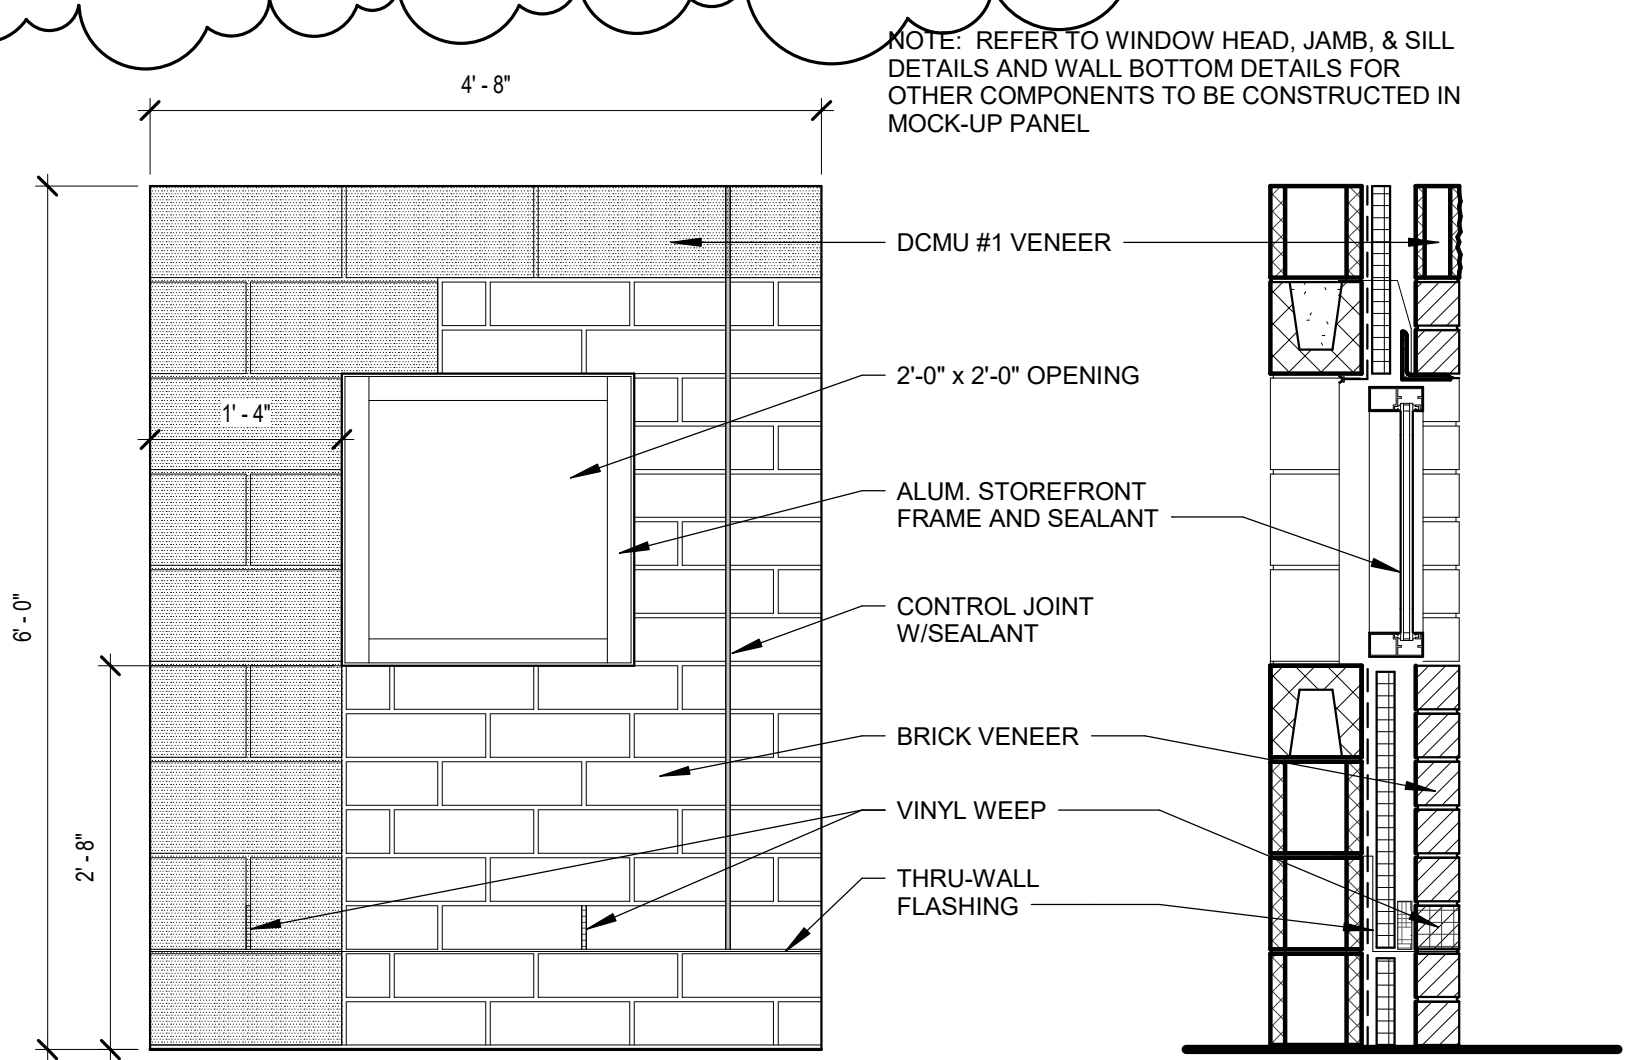 NOTE:  REFER TO WINDOW HEAD, JAMB, & SILL
DETAILS AND WALL BOTTOM DETAILS FOR
OTHER COMPONENTS TO BE CONSTRUCTED IN
MOCK-UP PANEL
4' - 8"
DCMU #1 VENEER
2'-0" x 2'-0" OPENING
1' - 4"
ALUM. STOREFRONT
FRAME AND SEALANT
6' - 0"
CONTROL JOINT
W/SEALANT
BRICK VENEER
VINYL WEEP
2' - 8"
THRU-WALL
FLASHING